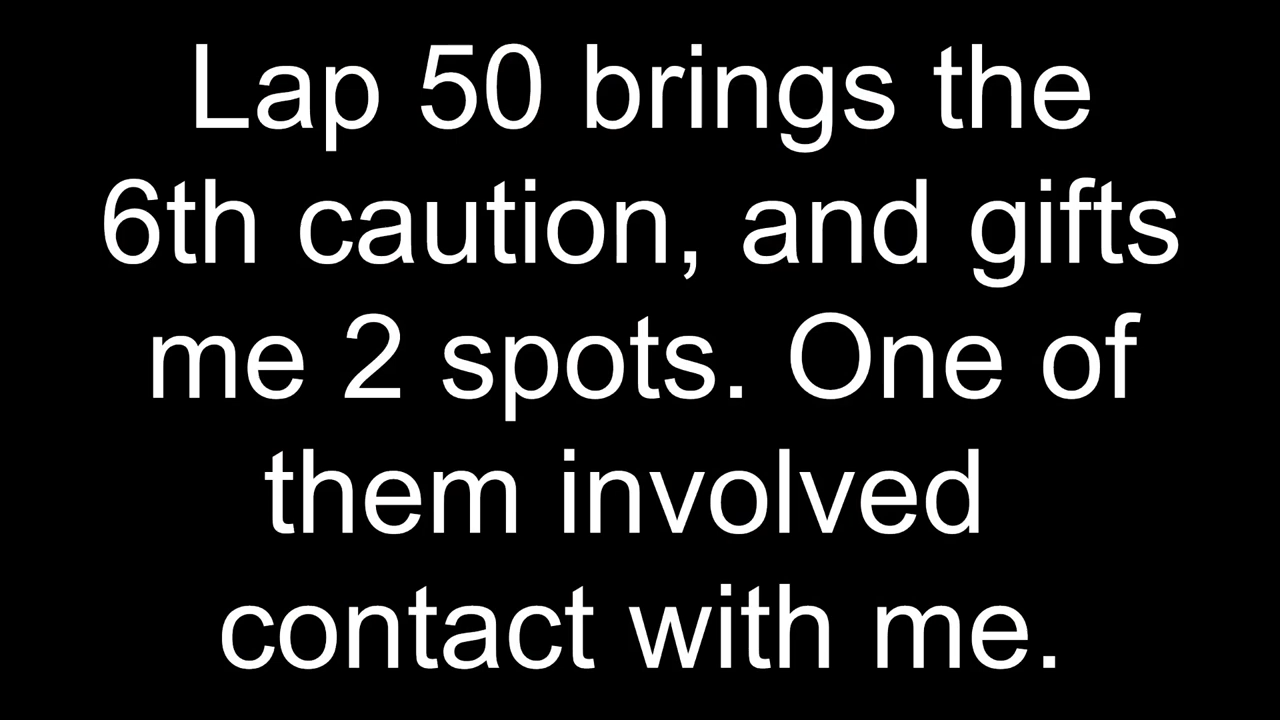 Lap 50 brings the
6th caution, and gifts
me 2 spots. One of
them involved
contact with me.